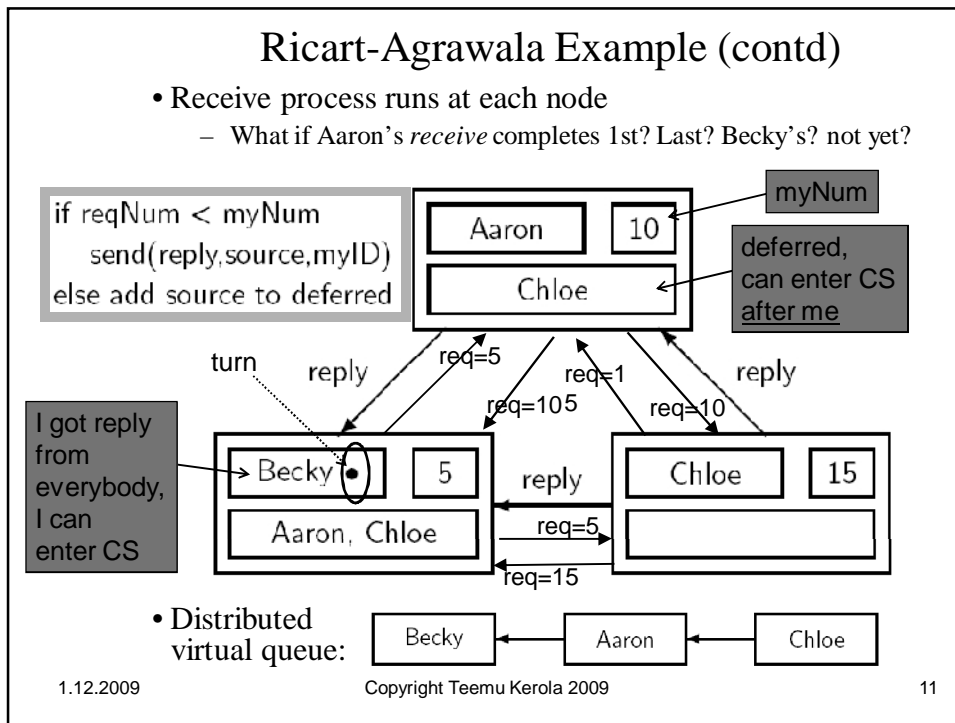 Ricart-Agrawala Example (contd)
• Receive process runs at each node
– What if Aaron's receive completes 1st? Last? Becky's? not yet?
if reqNum < myNum
send(reply,source,myID)
else add source to deferred
Aaron
10
Chloe
myNum
deferred,
can enter CS
after me
turn
reply
req=5
req=105
req=1
req=10
reply
I got reply
from
everybody,
I can
enter CS
Becky
5
Aaron, Chloe
reply
req=5
req=15
Chloe
15
• Distributed
virtual queue:
Becky
Aaron
Chloe
1.12.2009
Copyright Teemu Kerola 2009
11